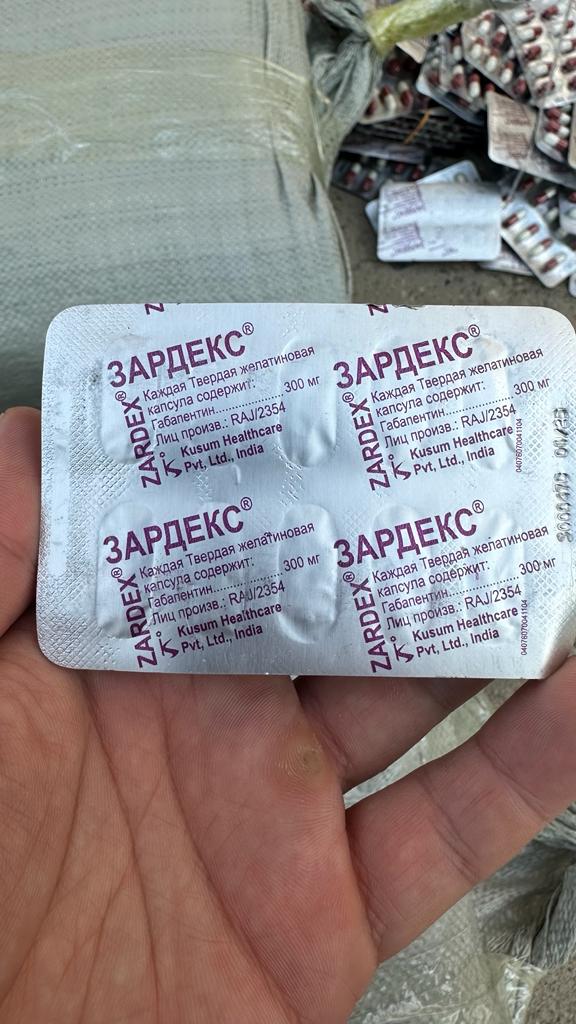 ЗАРДЕКС®
ZARDEX®
Каждая Твердая желатиновая
капсула содержит:
Габапентин.................. 300 мг
Лиц произв.: RAJ/2354
Kusum Healthcare
Pvt, Ltd., India
ЗАРДЕКС®
ZARDEX®
Каждая Твердая желатиновая
капсула содержит:
Габапентин.................. 300 мг
Лиц произв.: RAJ/2354
Kusum Healthcare
Pvt, Ltd., India
ЗАРДЕКС®
ZARDEX®
Каждая Твердая желатиновая
капсула содержит:
Габапентин.................. 300 мг
Лиц произв.: RAJ/2354
Kusum Healthcare
Pvt, Ltd., India
ЗАРДЕКС®
ZARDEX®
Каждая Твердая желатиновая
капсула содержит:
Габапентин.................. 300 мг
Лиц произв.: RAJ/2354
Kusum Healthcare
Pvt, Ltd., India